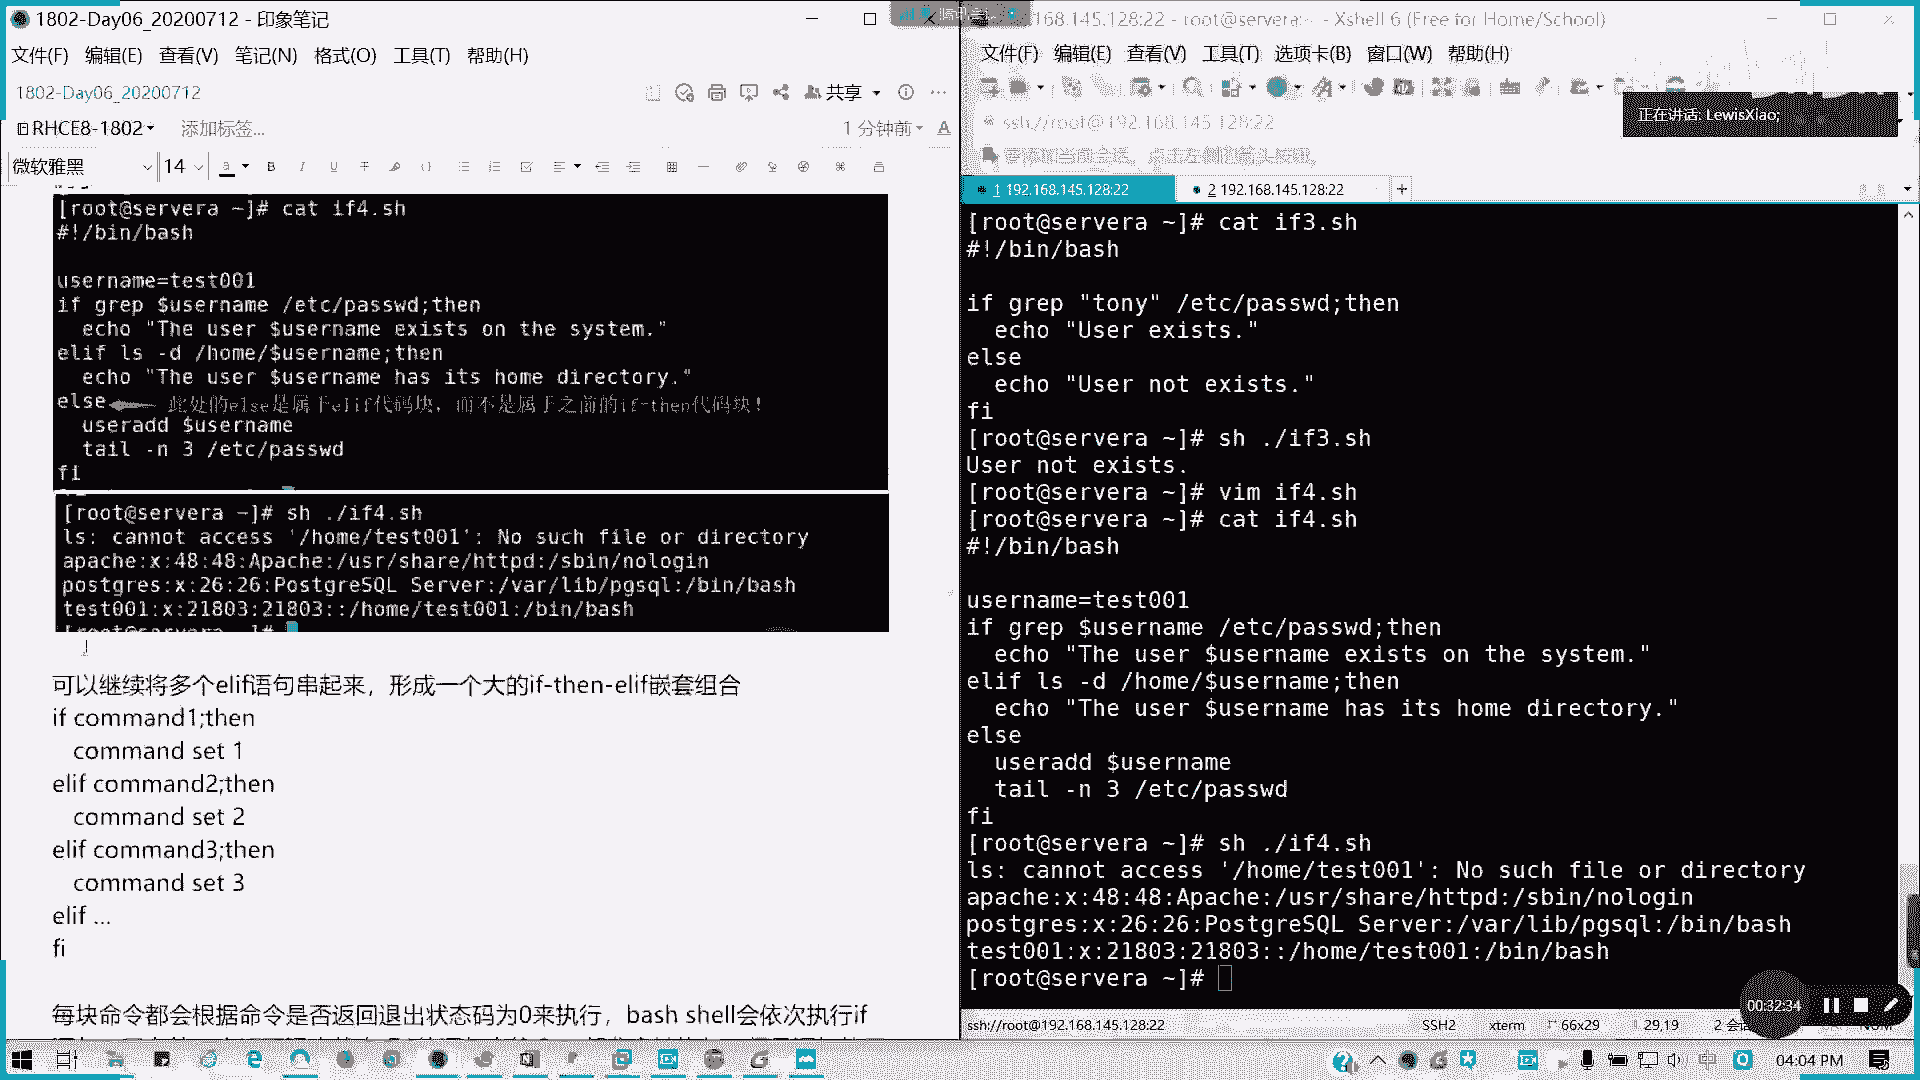 1802-Day06_20200712 - 印象笔记
文件(F) 编辑(E) 查看(V) 笔记(N) 格式(O) 工具(T) 帮助(H)
1802-Day06_20200712
共享
RHCE8-1802
添加标签...
1 分钟前
微软雅黑
14
[root@servera ~]# cat if4.sh
#!/bin/bash
username=test001
if grep $username /etc/passwd;then
echo "The user $username exists on the system."
elif ls -d /home/$username;then
echo "The user $username has its home directory."
else
此处的else是属于elif代码块，而不是属于之前的if-then代码块！
useradd $username
tail -n 3 /etc/passwd
fi
[root@servera ~]# sh ./if4.sh
ls: cannot access '/home/test001': No such file or directory
apache:x:48:48:Apache:/usr/share/httpd:/sbin/nologin
postgres:x:26:26:PostgreSQL Server:/var/lib/pgsql:/bin/bash
test001:x:21803:21803::/home/test001:/bin/bash
[root@servera ~]#
可以继续将多个elif语句串起来，形成一个大的if-then-elif嵌套组合
if command1;then
command set 1
elif command2;then
command set 2
elif command3;then
command set 3
elif ...
fi
每块命令都会根据命令是否返回退出状态码为0来执行，bash shell会依次执行if
168.145.128:22 - root@servera:~ - Xshell 6 (Free for Home/School)
文件(F) 编辑(E) 查看(V) 工具(T) 选项卡(B) 窗口(W) 帮助(H)
正在讲话: LewisXiao;
ssh://root@192.168.145.128:22
要添加当前会话，点击左侧的箭头按钮。
1 192.168.145.128:22
2 192.168.145.128:22
[root@servera ~]# cat if3.sh
#!/bin/bash
if grep "tony" /etc/passwd;then
echo "User exists."
else
echo "User not exists."
fi
[root@servera ~]# sh ./if3.sh
User not exists.
[root@servera ~]# vim if4.sh
[root@servera ~]# cat if4.sh
#!/bin/bash
username=test001
if grep $username /etc/passwd;then
echo "The user $username exists on the system."
elif ls -d /home/$username;then
echo "The user $username has its home directory."
else
useradd $username
tail -n 3 /etc/passwd
fi
[root@servera ~]# sh ./if4.sh
ls: cannot access '/home/test001': No such file or directory
apache:x:48:48:Apache:/usr/share/httpd:/sbin/nologin
postgres:x:26:26:PostgreSQL Server:/var/lib/pgsql:/bin/bash
test001:x:21803:21803::/home/test001:/bin/bash
[root@servera ~]#
00:32:34
ssh://root@192.168.145.128:22
SSH2
xterm
66x29
29,19
2 会
NUM
04:04 PM